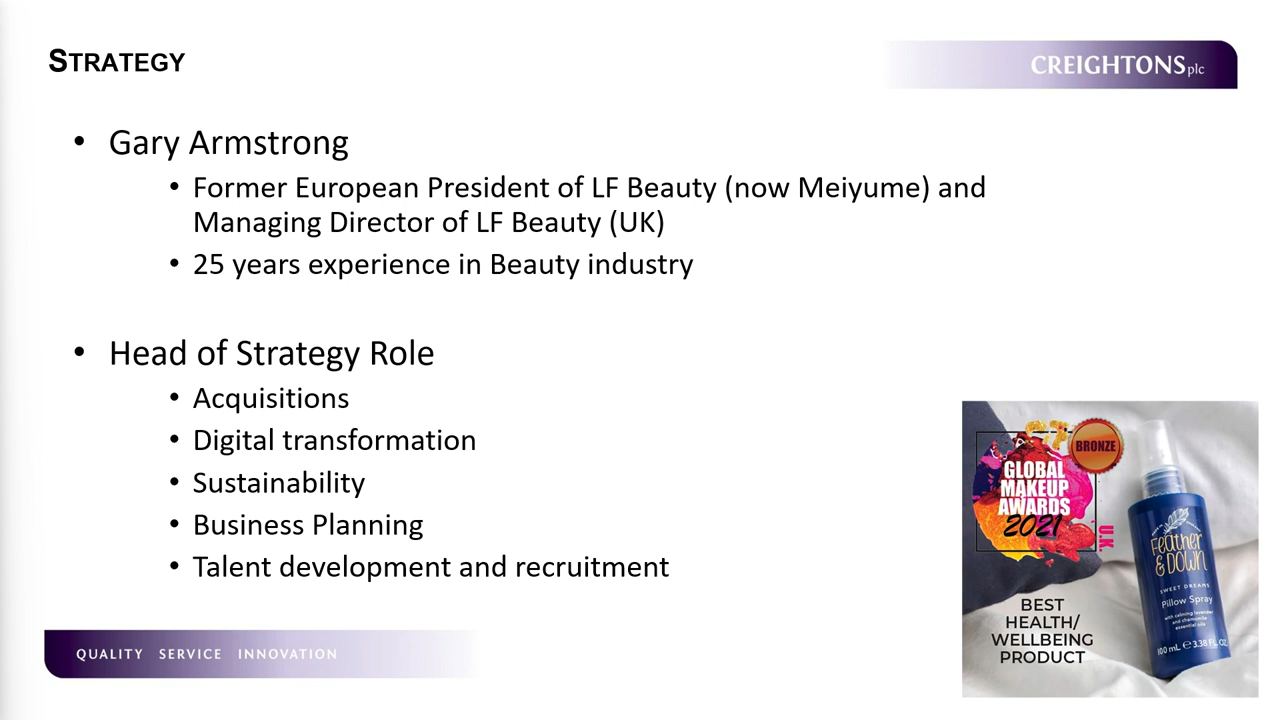 STRATEGY
CREIGHTONS plc
• Gary Armstrong
• Former European President of LF Beauty (now Meiyume) and
Managing Director of LF Beauty (UK)
• 25 years experience in Beauty industry
• Head of Strategy Role
• Acquisitions
• Digital transformation
• Sustainability
• Business Planning
• Talent development and recruitment
BRONZE
GLOBAL
MAKEUP
AWARDS
2021
U.K.
Feather
& DOWN
SWEET DREAMS
Pillow Spray
with calming lavender
and chamomile
essential oils
100 mL ℮ 3.38 FL.OZ.
BEST
HEALTH/
WELLBEING
PRODUCT
QUALITY SERVICE INNOVATION